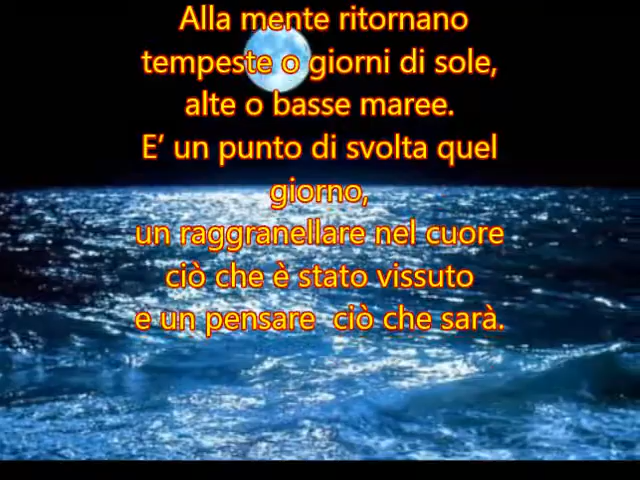 Alla mente ritornano
tempeste o giorni di sole,
alte o basse maree.
E' un punto di svolta quel
giorno,
un raggranellare nel cuore
ciò che è stato vissuto
e un pensare  ciò che sarà.